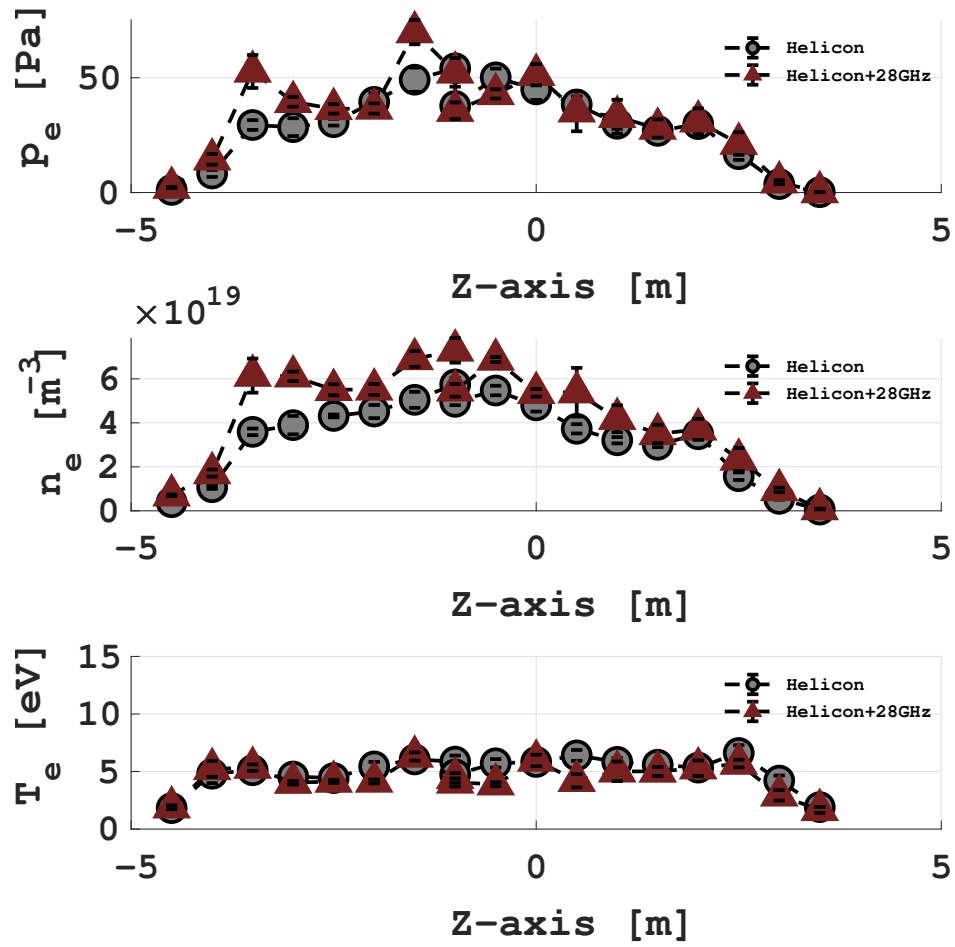 p_e [Pa]
50
0
Helicon
Helicon+28GHz
−5 0 5
Z−axis [m]
×10^19
n_e [m^−3]
6
4
2
0
Helicon
Helicon+28GHz
−5 0 5
Z−axis [m]
T_e [eV]
15
10
5
0
Helicon
Helicon+28GHz
−5 0 5
Z−axis [m]